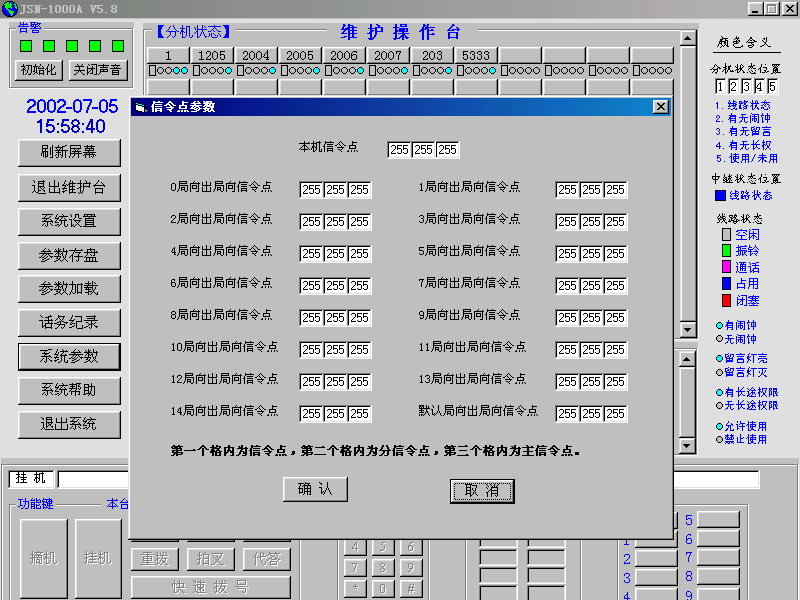 JSN-1000A V5.8
告警
初始化 关闭声音
2002-07-05
15:58:40
刷新屏幕
退出维护台
系统设置
参数存盘
参数加载
话务纪录
系统参数
系统帮助
退出系统
【分机状态】 维护操作台
1 1205 2004 2005 2006 2007 203 5333
信令点参数
本机信令点 255 255 255
0局向出局向信令点 255 255 255 1局向出局向信令点 255 255 255
2局向出局向信令点 255 255 255 3局向出局向信令点 255 255 255
4局向出局向信令点 255 255 255 5局向出局向信令点 255 255 255
6局向出局向信令点 255 255 255 7局向出局向信令点 255 255 255
8局向出局向信令点 255 255 255 9局向出局向信令点 255 255 255
10局向出局向信令点 255 255 255 11局向出局向信令点 255 255 255
12局向出局向信令点 255 255 255 13局向出局向信令点 255 255 255
14局向出局向信令点 255 255 255 默认局向出局向信令点 255 255 255
第一个格内为信令点，第二个格内为分信令点，第三个格内为主信令点。
确 认 取 消
颜色含义
分机状态位置
1 2 3 4 5
1. 线路状态
2. 有无闹钟
3. 有无留言
4. 有无长权
5. 使用/未用
中继状态位置
线路状态
线路状态
空闲
振铃
通话
占用
闭塞
有闹钟
无闹钟
留言灯亮
留言灯灭
有长途权限
无长途权限
允许使用
禁止使用
挂 机
功能键 本台
摘机 挂机 重拨 拍叉 代答
快 速 拨 号
4 5 6
7 8 9
* 0 #
1
2
3
4
5
6
7
8
9